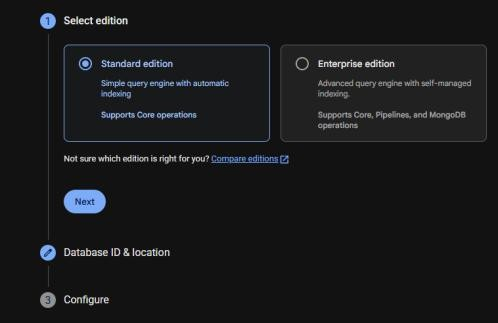 1 Select edition
Standard edition
Simple query engine with automatic
indexing
Supports Core operations
Enterprise edition
Advanced query engine with self-managed
indexing.
Supports Core, Pipelines, and MongoDB
operations
Not sure which edition is right for you? Compare editions
Next
Database ID & location
3 Configure